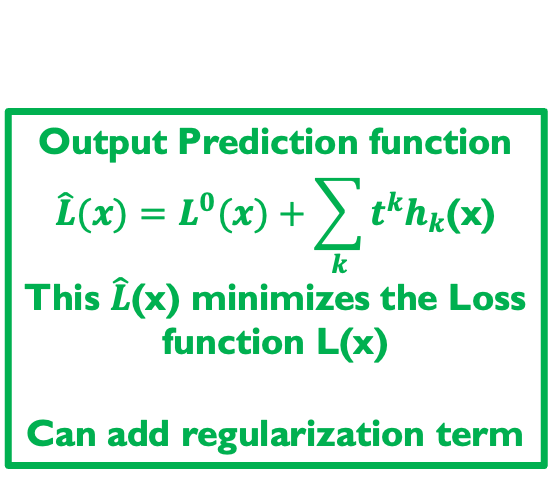 Output Prediction function
L̂(x) = L⁰(x) + ∑ₖ tᵏhₖ(x)
This L̂(x) minimizes the Loss
function L(x)
Can add regularization term